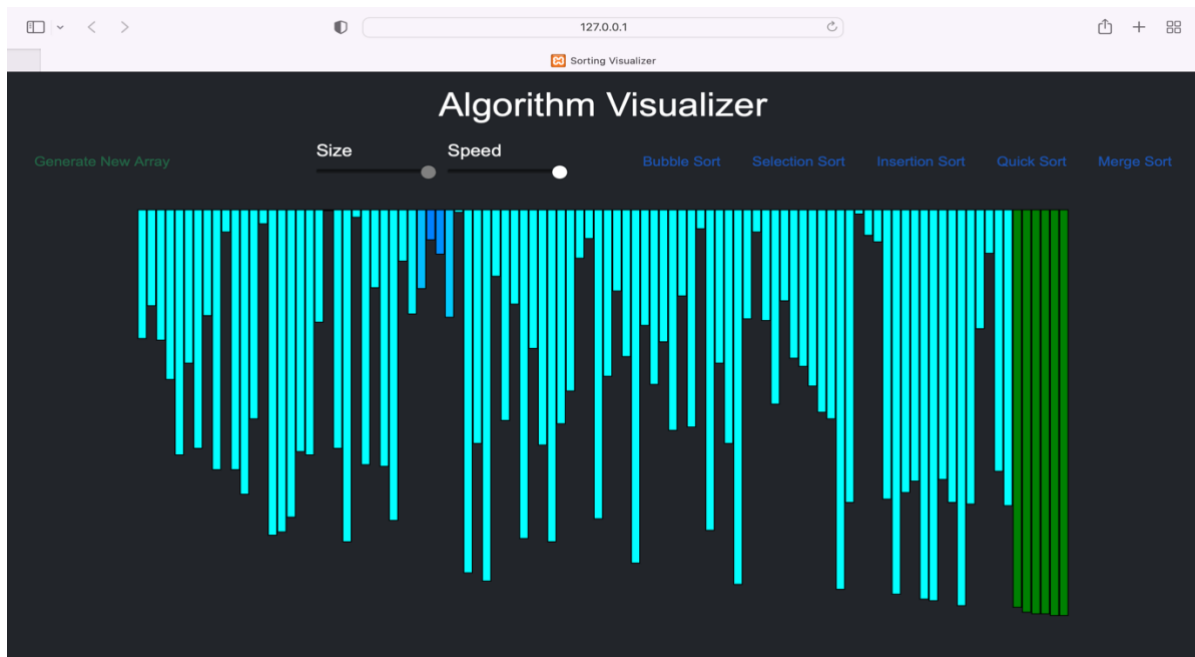 127.0.0.1
Sorting Visualizer
Algorithm Visualizer
Generate New Array
Size
Speed
Bubble Sort
Selection Sort
Insertion Sort
Quick Sort
Merge Sort